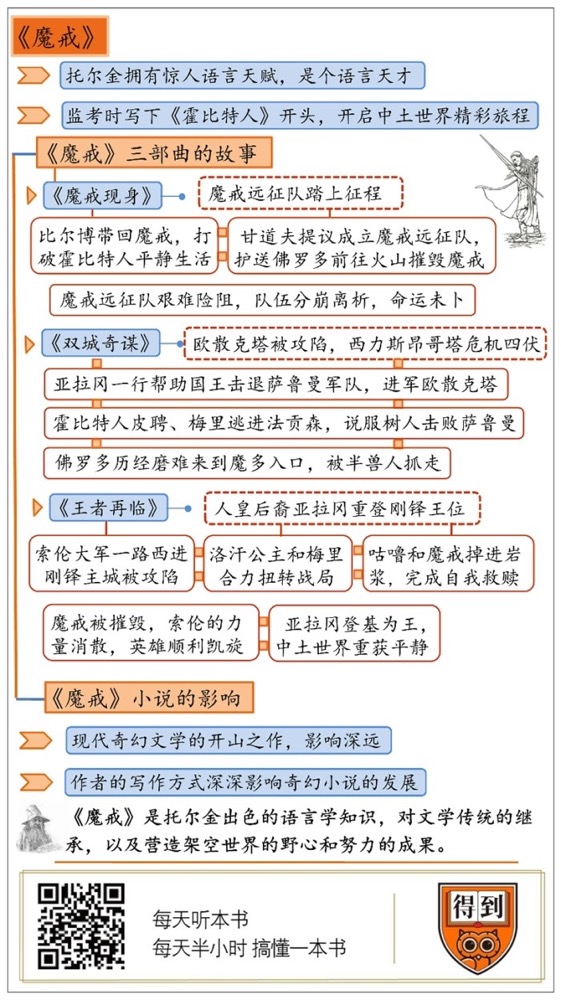 《魔戒》
托尔金拥有惊人语言天赋，是个语言天才
监考时写下《霍比特人》开头，开启中土世界精彩旅程
《魔戒》三部曲的故事
《魔戒现身》
魔戒远征队踏上征程
比尔博带回魔戒，打
破霍比特人平静生活
甘道夫提议成立魔戒远征队，
护送佛罗多前往火山摧毁魔戒
魔戒远征队艰难险阻，队伍分崩离析，命运未卜
《双城奇谋》
欧散克塔被攻陷，西力斯昂哥塔危机四伏
亚拉冈一行帮助国王击退萨鲁曼军队，进军欧散克塔
霍比特人皮聘、梅里逃进法贡森，说服树人击败萨鲁曼
佛罗多历经磨难来到魔多入口，被半兽人抓走
《王者再临》
人皇后裔亚拉冈重登刚铎王位
索伦大军一路西进
刚铎主城被攻陷
洛汗公主和梅里
合力扭转战局
咕噜和魔戒掉进岩
浆，完成自我救赎
魔戒被摧毁，索伦的力
量消散，英雄顺利凯旋
亚拉冈登基为王，
中土世界重获平静
《魔戒》小说的影响
现代奇幻文学的开山之作，影响深远
作者的写作方式深深影响奇幻小说的发展
《魔戒》是托尔金出色的语言学知识，对文学传统的继
承，以及营造架空世界的野心和努力的成果。
每天听本书
每天半小时 搞懂一本书
得到